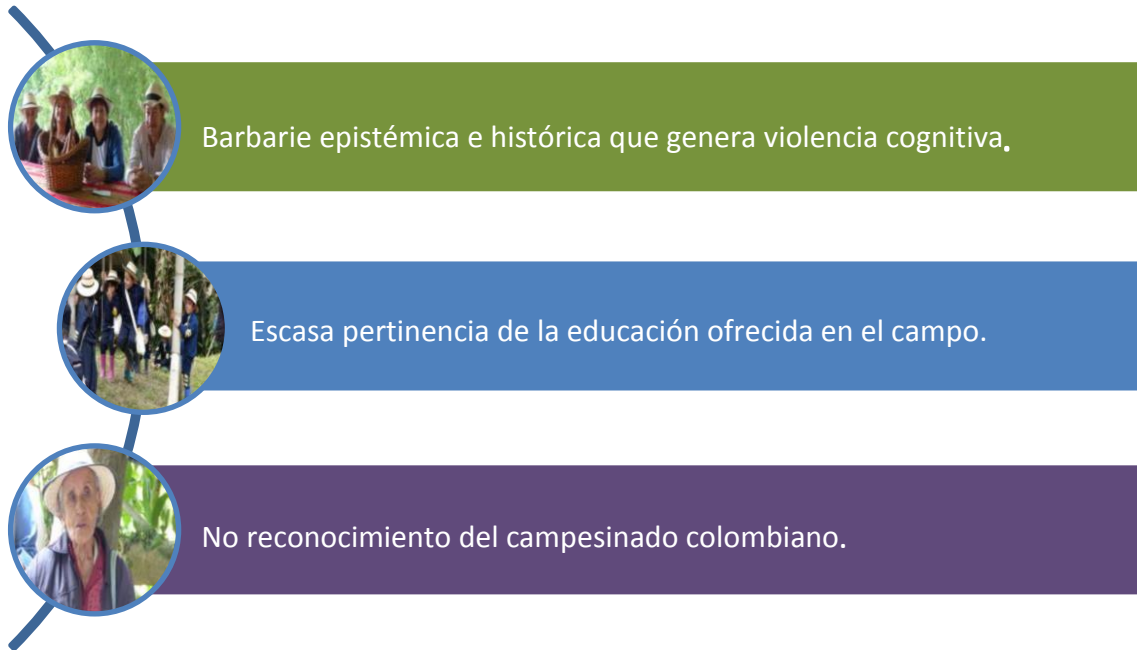 Barbarie epistémica e histórica que genera violencia cognitiva.
Escasa pertinencia de la educación ofrecida en el campo.
No reconocimiento del campesinado colombiano.